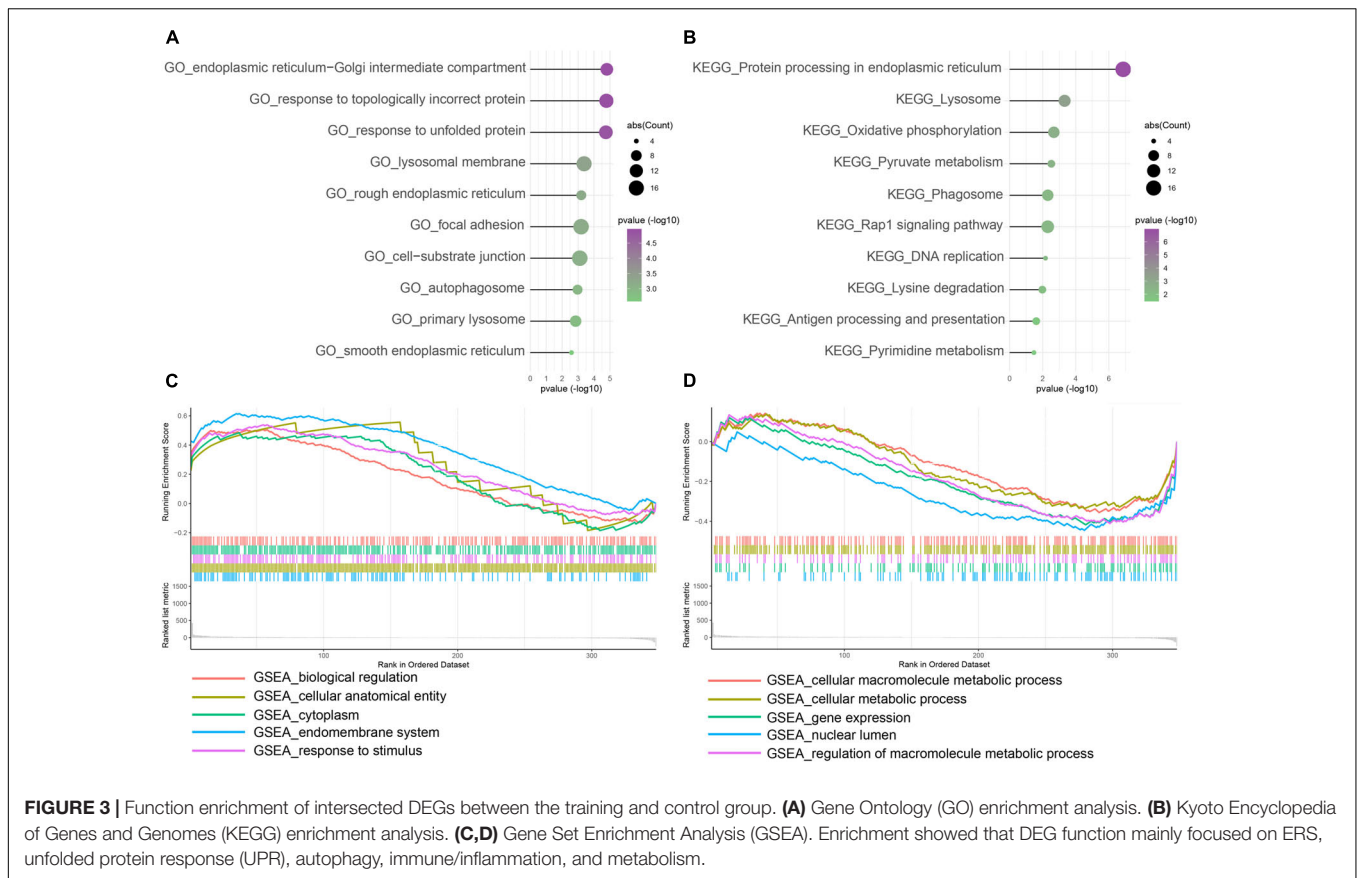 A
GO_endoplasmic reticulum−Golgi intermediate compartment
GO_response to topologically incorrect protein
GO_response to unfolded protein
GO_lysosomal membrane
GO_rough endoplasmic reticulum
GO_focal adhesion
GO_cell−substrate junction
GO_autophagosome
GO_primary lysosome
GO_smooth endoplasmic reticulum
0 1 2 3 4 5
pvalue (-log10)
abs(Count)
4
8
12
16
pvalue (-log10)
4.5
4.0
3.5
3.0
B
KEGG_Protein processing in endoplasmic reticulum
KEGG_Lysosome
KEGG_Oxidative phosphorylation
KEGG_Pyruvate metabolism
KEGG_Phagosome
KEGG_Rap1 signaling pathway
KEGG_DNA replication
KEGG_Lysine degradation
KEGG_Antigen processing and presentation
KEGG_Pyrimidine metabolism
0 2 4 6
pvalue (-log10)
abs(Count)
4
8
12
16
pvalue (-log10)
6
5
4
3
2
C
Running Enrichment Score
0.6
0.4
0.2
0.0
−0.2
Ranked list metric
1500
1000
500
0
100 200 300
Rank in Ordered Dataset
GSEA_biological regulation
GSEA_cellular anatomical entity
GSEA_cytoplasm
GSEA_endomembrane system
GSEA_response to stimulus
D
Running Enrichment Score
0.0
−0.2
−0.4
Ranked list metric
1500
1000
500
0
100 200 300
Rank in Ordered Dataset
GSEA_cellular macromolecule metabolic process
GSEA_cellular metabolic process
GSEA_gene expression
GSEA_nuclear lumen
GSEA_regulation of macromolecule metabolic process
FIGURE 3 | Function enrichment of intersected DEGs between the training and control group. (A) Gene Ontology (GO) enrichment analysis. (B) Kyoto Encyclopedia
of Genes and Genomes (KEGG) enrichment analysis. (C,D) Gene Set Enrichment Analysis (GSEA). Enrichment showed that DEG function mainly focused on ERS,
unfolded protein response (UPR), autophagy, immune/inflammation, and metabolism.